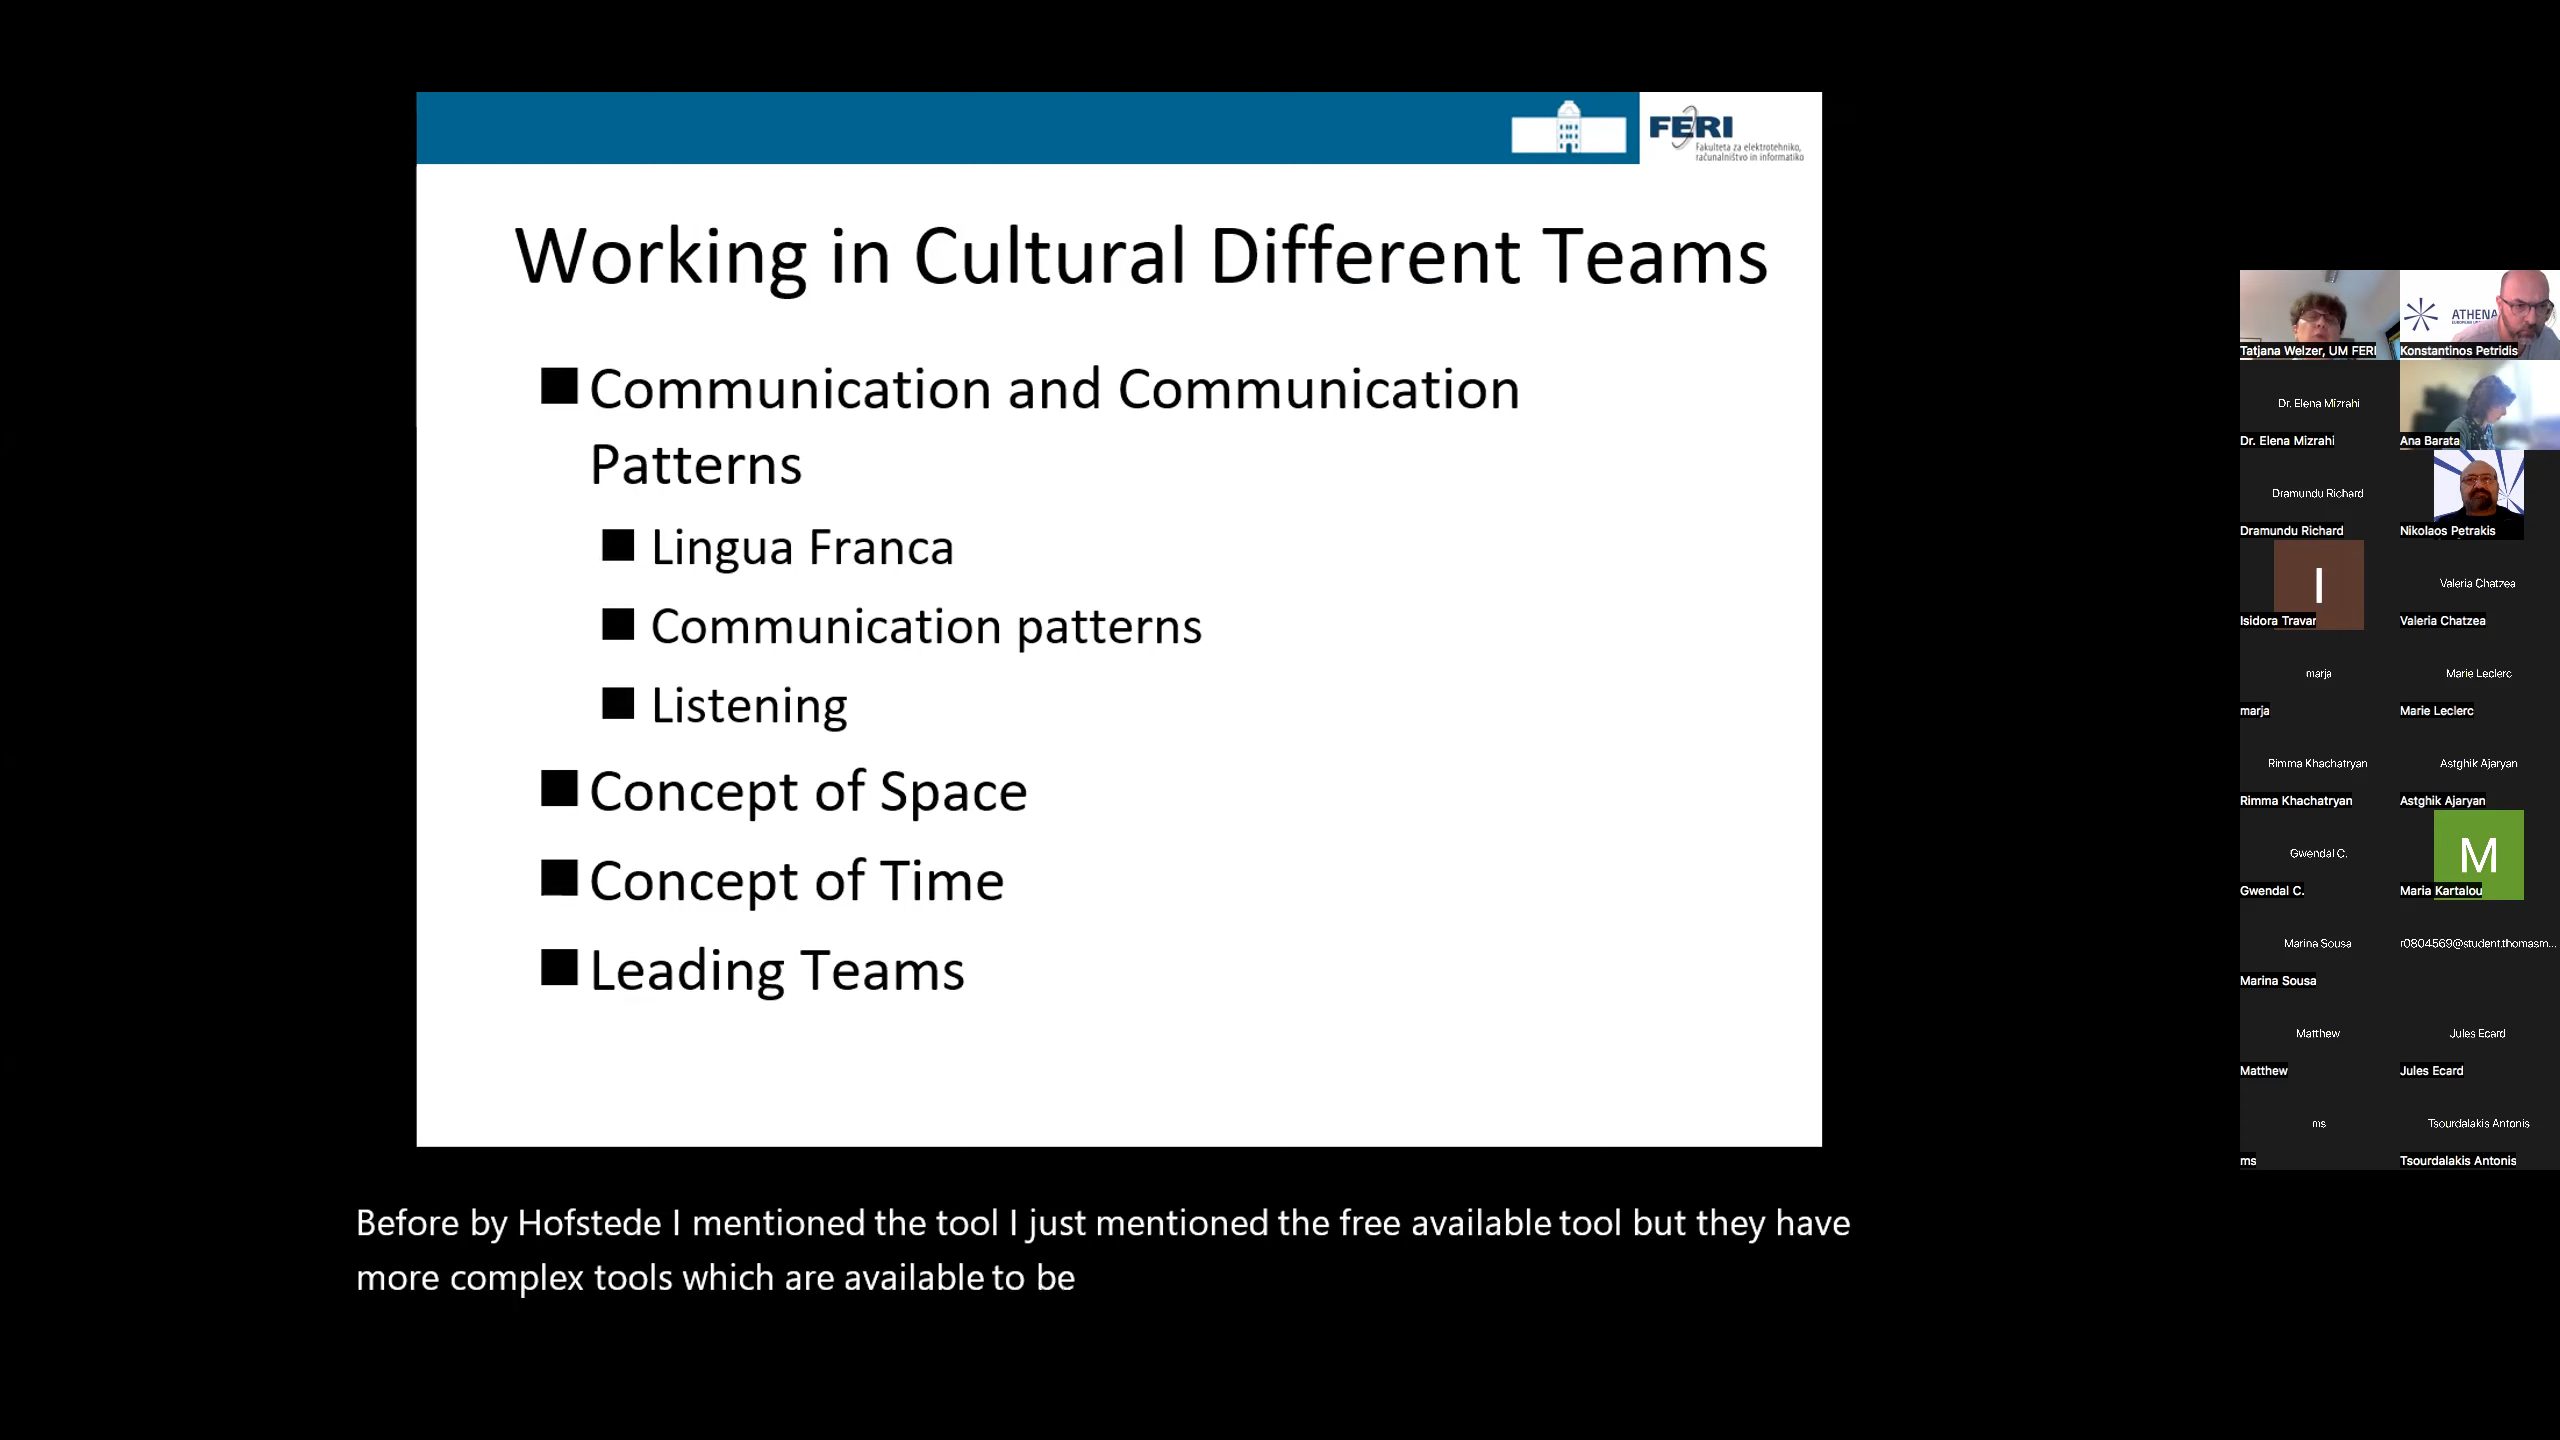 FERI
Fakulteta za elektrotehniko,
računalništvo in informatiko
Working in Cultural Different Teams
Communication and Communication
Patterns
Lingua Franca
Communication patterns
Listening
Concept of Space
Concept of Time
Leading Teams
Before by Hofstede I mentioned the tool I just mentioned the free available tool but they have
more complex tools which are available to be
ATHENA
Tatjana Welzer, UM FERI
Konstantinos Petridis
Dr. Elena Mizrahi
Dr. Elena Mizrahi
Ana Barata
Dramundu Richard
Dramundu Richard
Nikolaos Petrakis
I
Isidora Travar
Valeria Chatzea
Valeria Chatzea
marja
marja
Marie Leclerc
Marie Leclerc
Rimma Khachatryan
Rimma Khachatryan
Astghik Ajaryan
Astghik Ajaryan
Gwendal C.
Gwendal C.
M
Maria Kartalou
Marina Sousa
Marina Sousa
r0804569@student.thomasm...
Matthew
Matthew
Jules Ecard
Jules Ecard
ms
ms
Tsourdalakis Antonis
Tsourdalakis Antonis